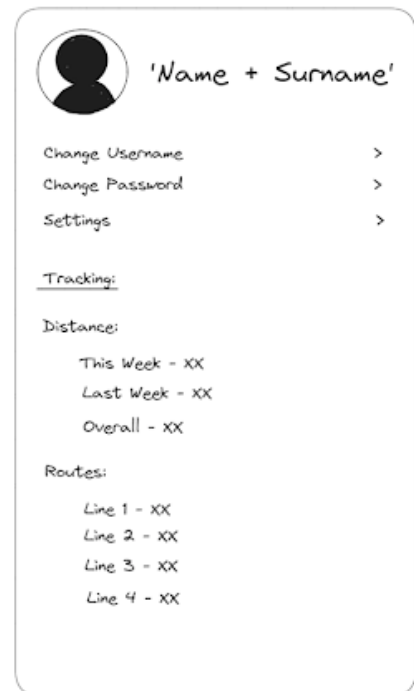 'Name + Surname'
Change Username >
Change Password >
Settings >
Tracking:
Distance:
This Week - XX
Last Week - XX
Overall - XX
Routes:
Line 1 - XX
Line 2 - XX
Line 3 - XX
Line 4 - XX